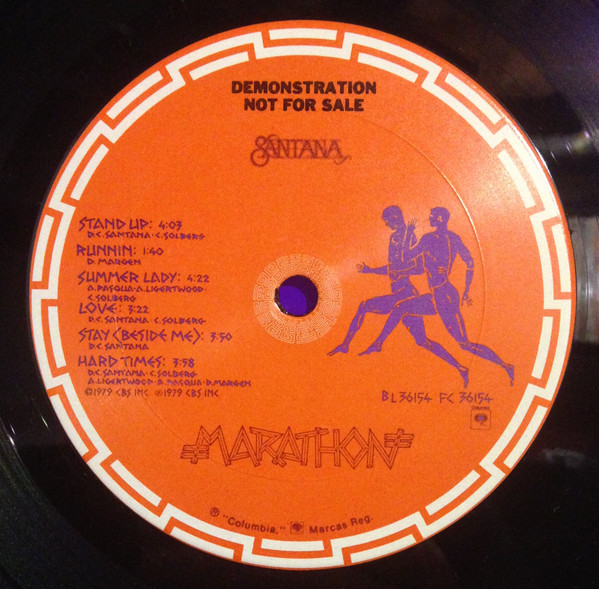 DEMONSTRATION
NOT FOR SALE
SANTANA
STAND UP: 4:03
D.C. SANTANA · C. SOLBERG
RUNNIN: 1:40
D. MARGEN
SUMMER LADY: 4:22
A. PASQUA · A. LIGERTWOOD ·
C. SOLBERG
LOVE: 3:22
D.C. SANTANA · C. SOLBERG
STAY (BESIDE ME): 3:50
D.C. SANTANA
HARD TIMES: 3:58
D.C. SANTANA · C. SOLBERG
A. LIGERTWOOD · A. PASQUA · D. MARGEN
©1979 CBS INC ℗1979 CBS INC
BL 36154 FC 36154
MARATHON
® "Columbia," Marcas Reg.